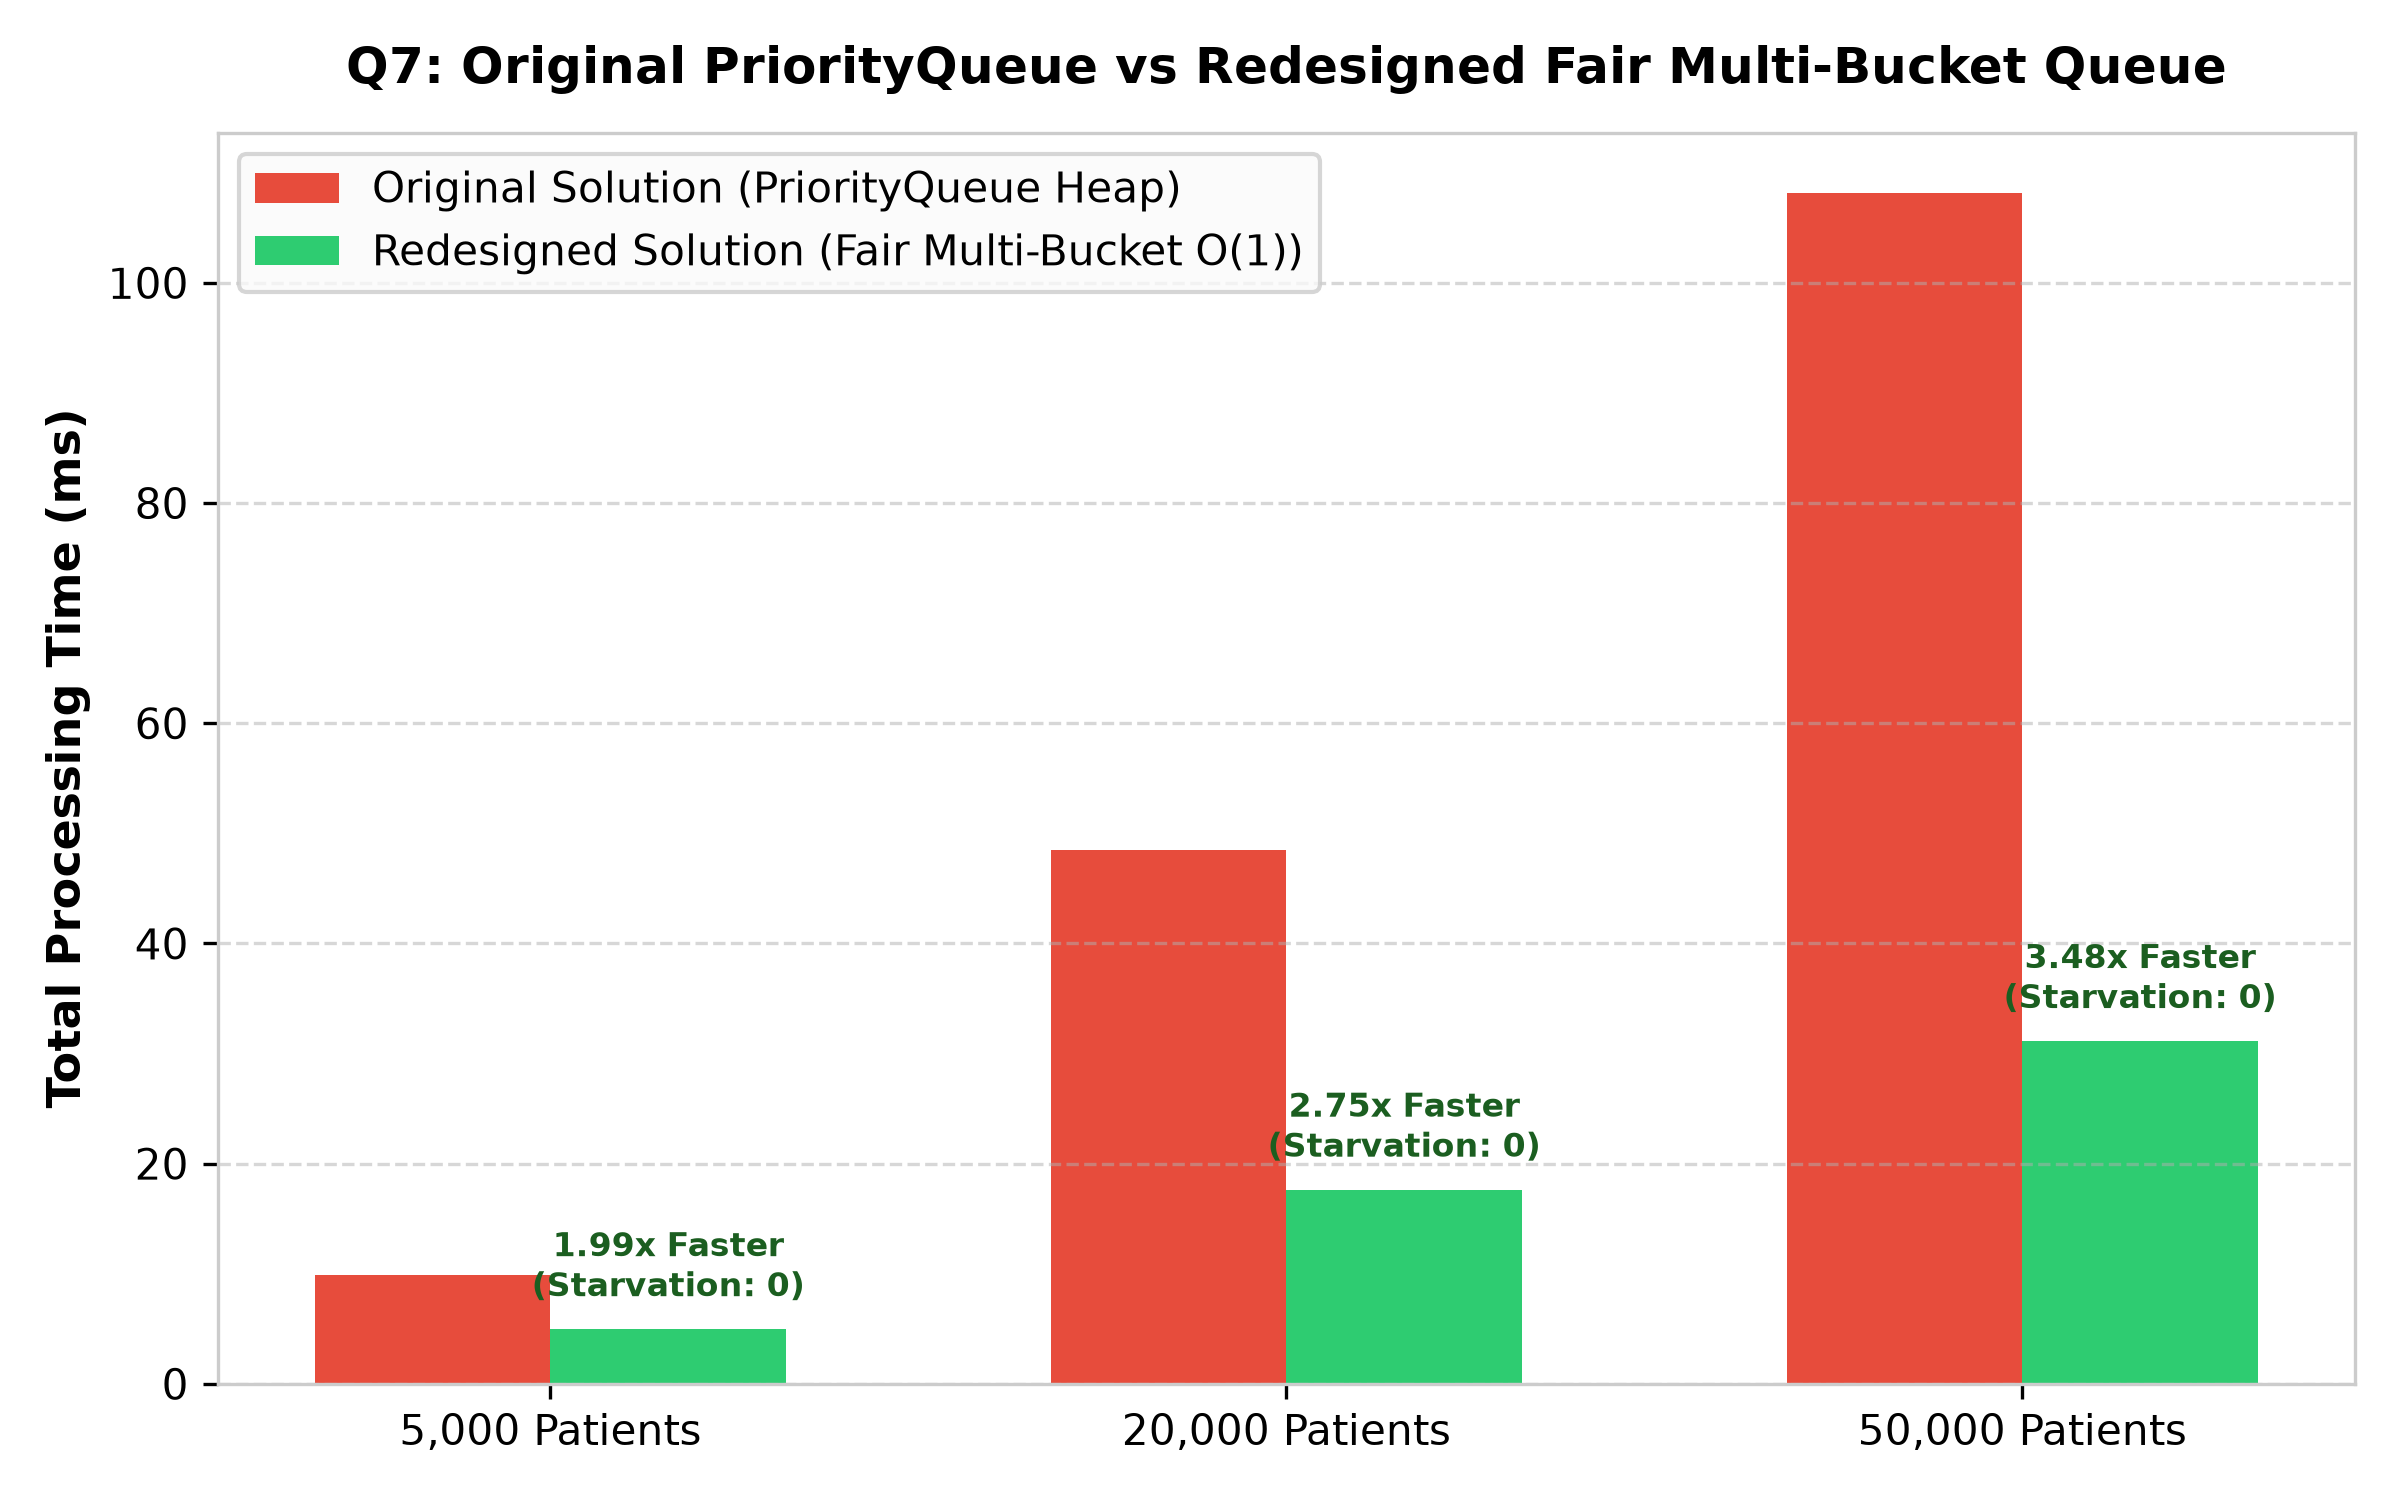 Q7: Original PriorityQueue vs Redesigned Fair Multi-Bucket Queue
Original Solution (PriorityQueue Heap)
Redesigned Solution (Fair Multi-Bucket O(1))
Total Processing Time (ms)
100
80
60
40
20
0
3.48x Faster
(Starvation: 0)
2.75x Faster
(Starvation: 0)
1.99x Faster
(Starvation: 0)
5,000 Patients
20,000 Patients
50,000 Patients